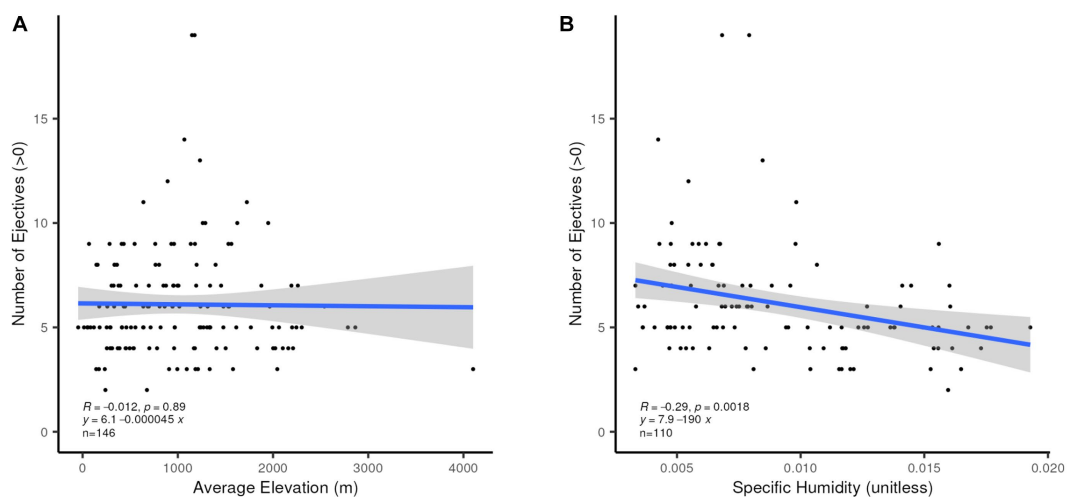 A
Number of Ejectives (>0)
15
10
5
0
R = –0.012, p = 0.89
y = 6.1 –0.000045 x
n=146
0 1000 2000 3000 4000
Average Elevation (m)
B
Number of Ejectives (>0)
15
10
5
0
R = –0.29, p = 0.0018
y = 7.9 –190 x
n=110
0.005 0.010 0.015 0.020
Specific Humidity (unitless)